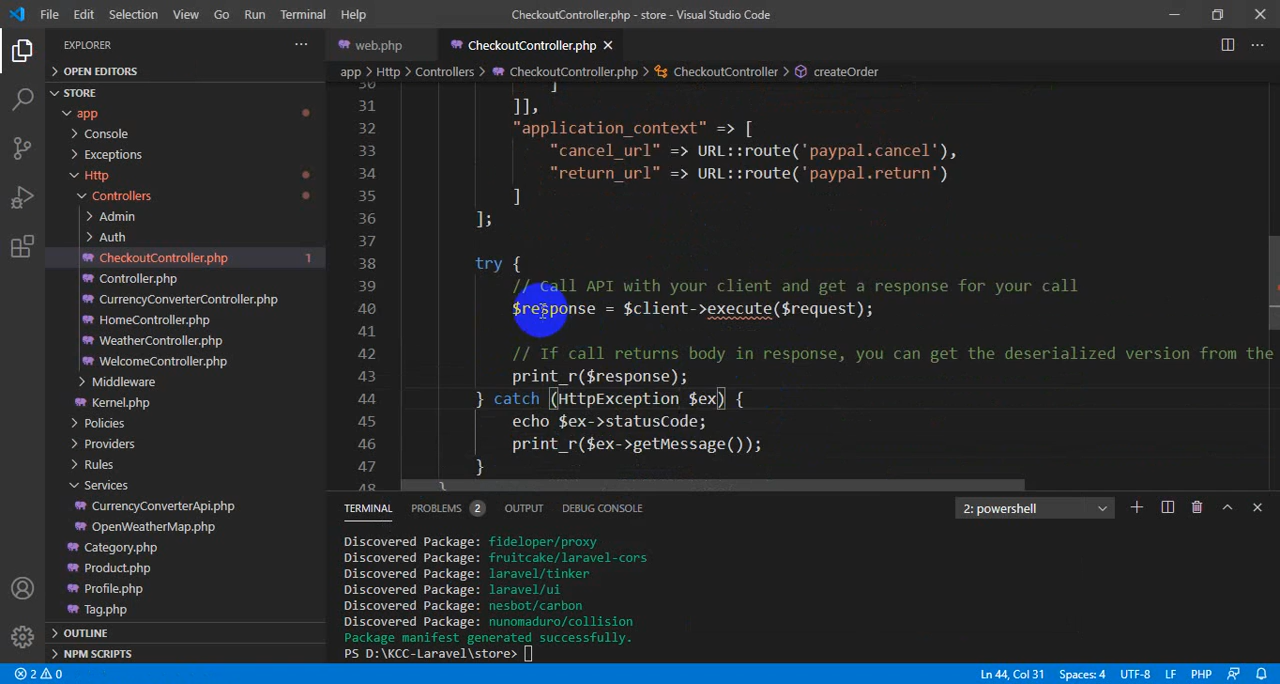 File Edit Selection View Go Run Terminal Help CheckoutController.php - store - Visual Studio Code
EXPLORER
web.php CheckoutController.php
OPEN EDITORS
app > Http > Controllers > CheckoutController.php > CheckoutController > createOrder
STORE
app
Console
Exceptions
Http
Controllers
Admin
Auth
CheckoutController.php 1
Controller.php
CurrencyConverterController.php
HomeController.php
WeatherController.php
WelcomeController.php
Middleware
Kernel.php
Policies
Providers
Rules
Services
CurrencyConverterApi.php
OpenWeatherMap.php
Category.php
Product.php
Profile.php
Tag.php
OUTLINE
NPM SCRIPTS
30 ]
31 ]],
32 "application_context" => [
33 "cancel_url" => URL::route('paypal.cancel'),
34 "return_url" => URL::route('paypal.return')
35 ]
36 ];
37
38 try {
39 // Call API with your client and get a response for your call
40 $response = $client->execute($request);
41
42 // If call returns body in response, you can get the deserialized version from the
43 print_r($response);
44 } catch (HttpException $ex) {
45 echo $ex->statusCode;
46 print_r($ex->getMessage());
47 }
48 }
TERMINAL PROBLEMS 2 OUTPUT DEBUG CONSOLE 2: powershell
Discovered Package: fideloper/proxy
Discovered Package: fruitcake/laravel-cors
Discovered Package: laravel/tinker
Discovered Package: laravel/ui
Discovered Package: nesbot/carbon
Discovered Package: nunomaduro/collision
Package manifest generated successfully.
PS D:\KCC-Laravel\store>
2 0 Ln 44, Col 31 Spaces: 4 UTF-8 LF PHP